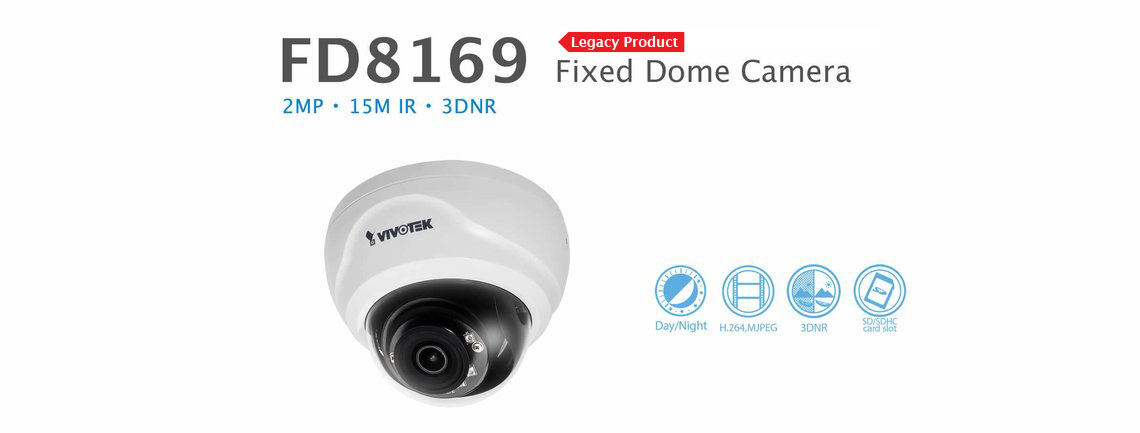 FD8169
Legacy Product
Fixed Dome Camera
2MP • 15M IR • 3DNR
VIVOTEK
Day/Night
H.264,MJPEG
3DNR
SD/SDHC
card slot